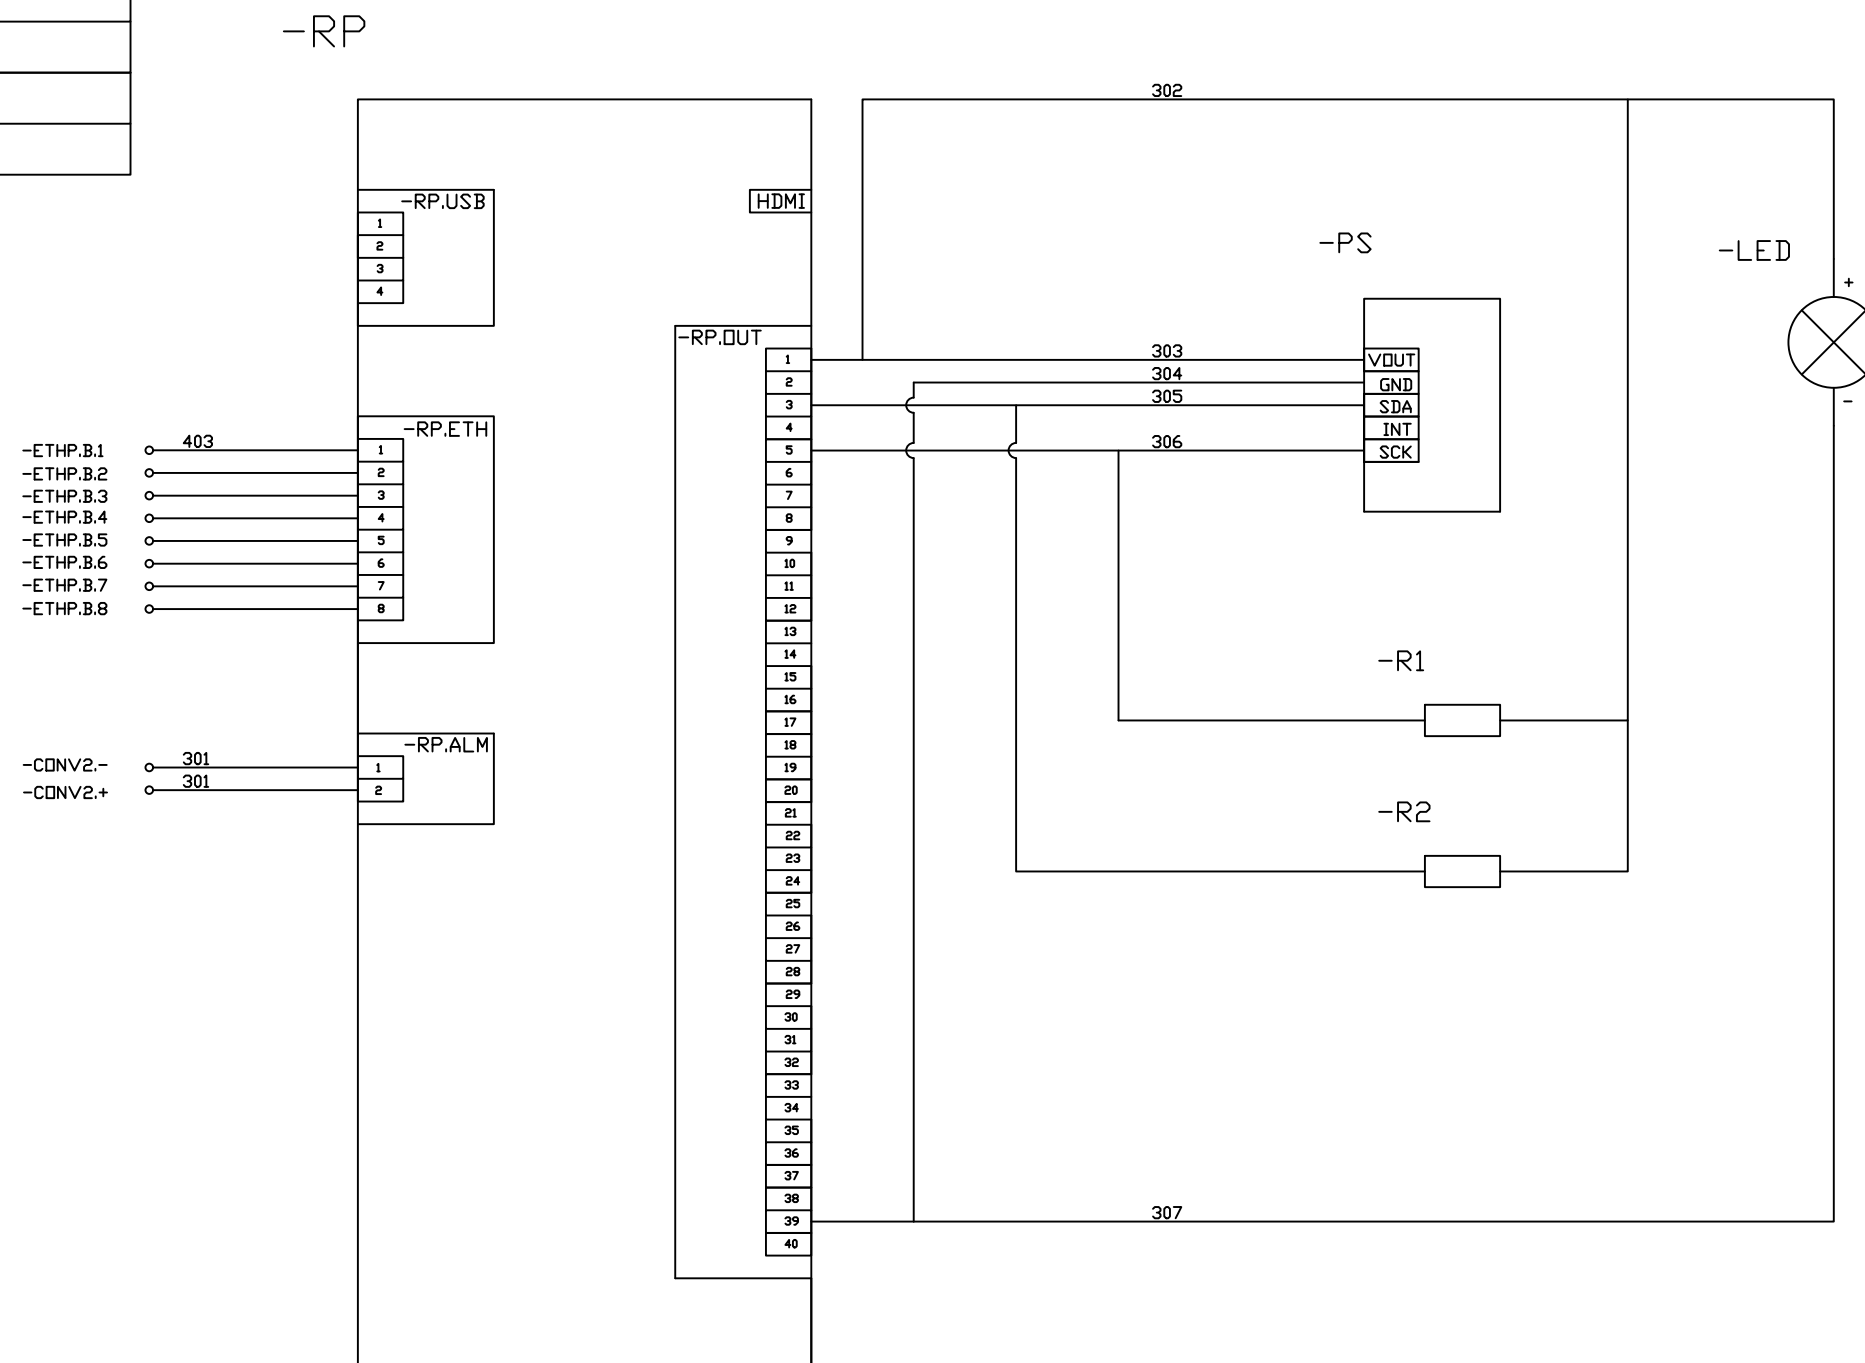 -RP
302
-RP.USB
HDMI
1
2
3
4
-PS
-LED
+
-
-RP.OUT
1
2
3
4
5
6
7
8
9
10
11
12
13
14
15
16
17
18
19
20
21
22
23
24
25
26
27
28
29
30
31
32
33
34
35
36
37
38
39
40
303
304
305
306
VOUT
GND
SDA
INT
SCK
-RP.ETH
-ETHP.B.1 403 1
-ETHP.B.2 2
-ETHP.B.3 3
-ETHP.B.4 4
-ETHP.B.5 5
-ETHP.B.6 6
-ETHP.B.7 7
-ETHP.B.8 8
-R1
-R2
-RP.ALM
-CONV2.- 301 1
-CONV2.+ 301 2
307